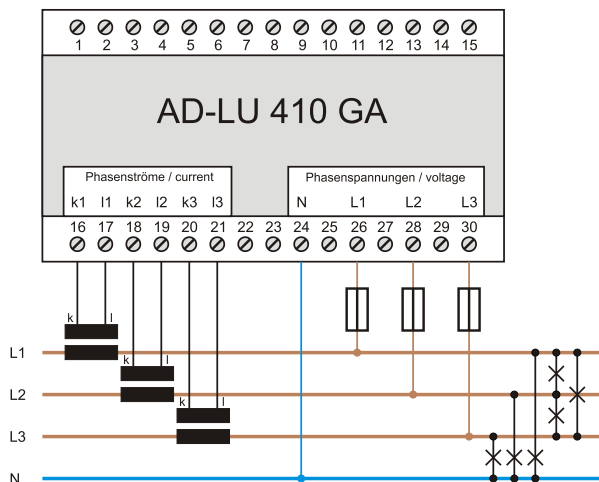 1 2 3 4 5 6 7 8 9 10 11 12 13 14 15
AD-LU 410 GA
Phasenströme / current
Phasenspannungen / voltage
k1 l1 k2 l2 k3 l3
N L1 L2 L3
16 17 18 19 20 21 22 23 24 25 26 27 28 29 30
k l
L1
k l
L2
k l
L3
N